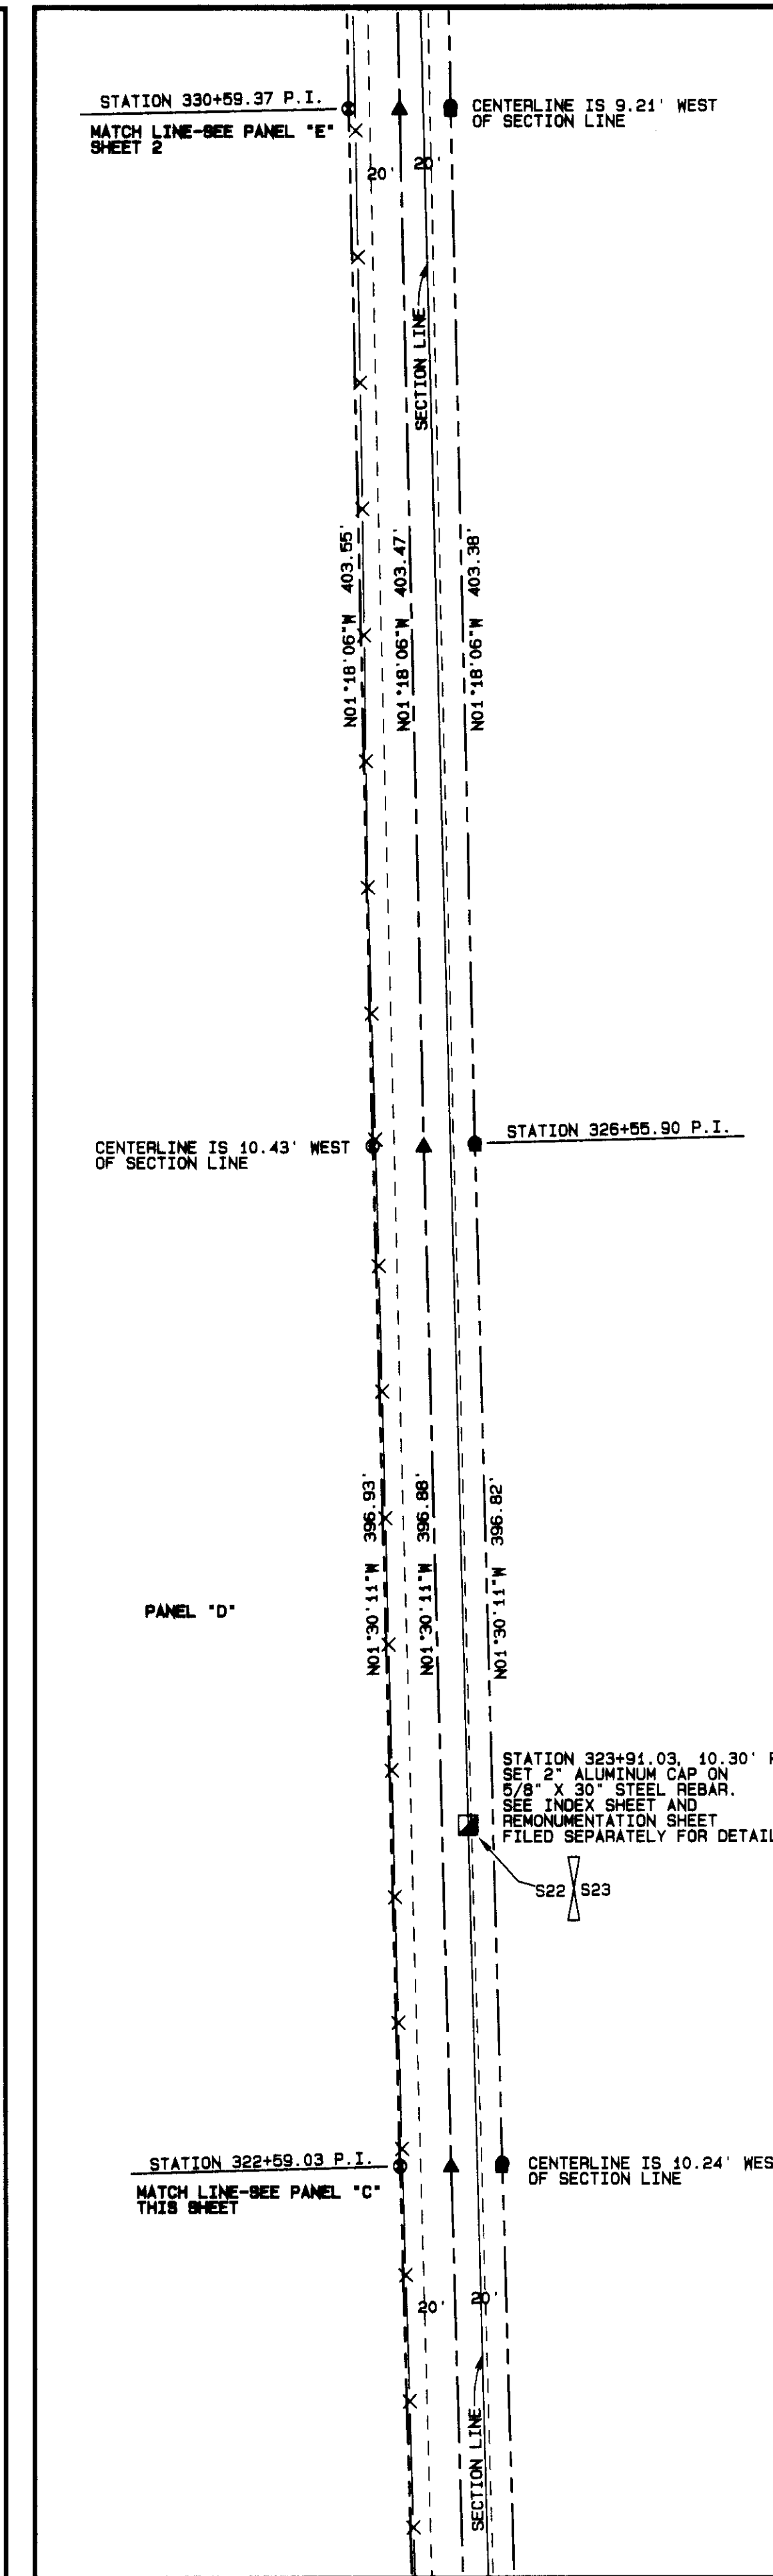 STATION 330+59.37 P.I.
MATCH LINE-SEE PANEL "E"
SHEET 2
CENTERLINE IS 9.21' WEST
OF SECTION LINE
20'
20'
SECTION LINE
N01°18'06"W 403.55'
N01°18'06"W 403.47'
N01°18'06"W 403.38'
STATION 326+55.90 P.I.
CENTERLINE IS 10.43' WEST
OF SECTION LINE
N01°30'11"W 396.93'
N01°30'11"W 396.88'
N01°30'11"W 396.82'
PANEL "D"
STATION 323+91.03, 10.30'
SET 2" ALUMINUM CAP ON
5/8" X 30" STEEL REBAR.
SEE INDEX SHEET AND
REMONUMENTATION SHEET
FILED SEPARATELY FOR DETAIL
S22 S23
STATION 322+59.03 P.I.
MATCH LINE-SEE PANEL "C"
THIS SHEET
CENTERLINE IS 10.24' WES
OF SECTION LINE
20'
20'
SECTION LINE